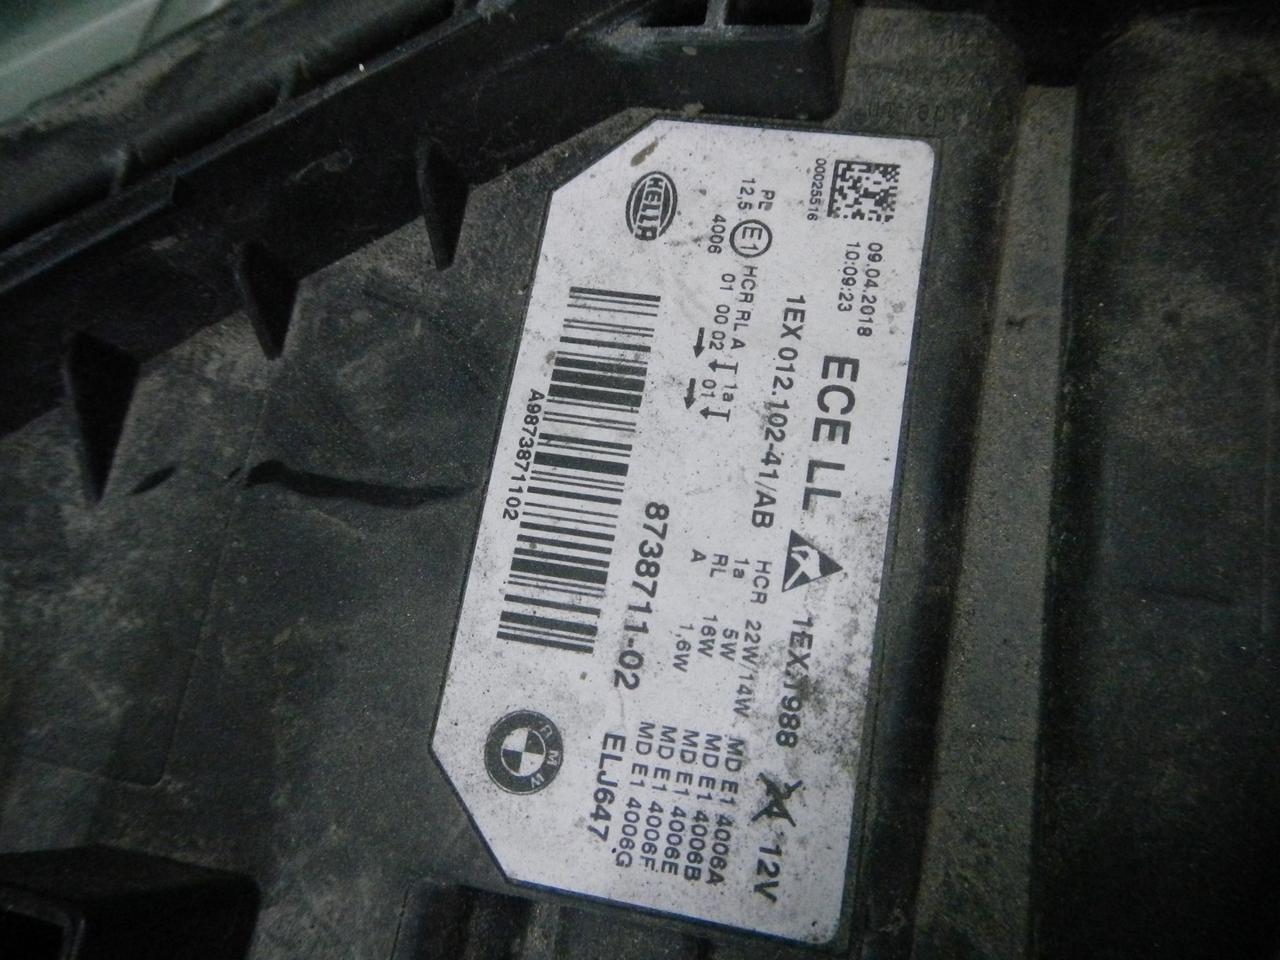 00025516
09.04.2018
10:09:23
ECE LL
HELLA
PL
12,5
E1
HCR RL A
1a
4006
01 00 02
01
1EX 012.102-41/AB
1EX 1988
12V
HCR 22W/14W
1a 5W
RL 16W
A 1,6W
MD E1 4006A
MD E1 4006B
MD E1 4006E
MD E1 4006F
MD E1 4006G
8738711-02
ELJ647
A9873871102
BMW